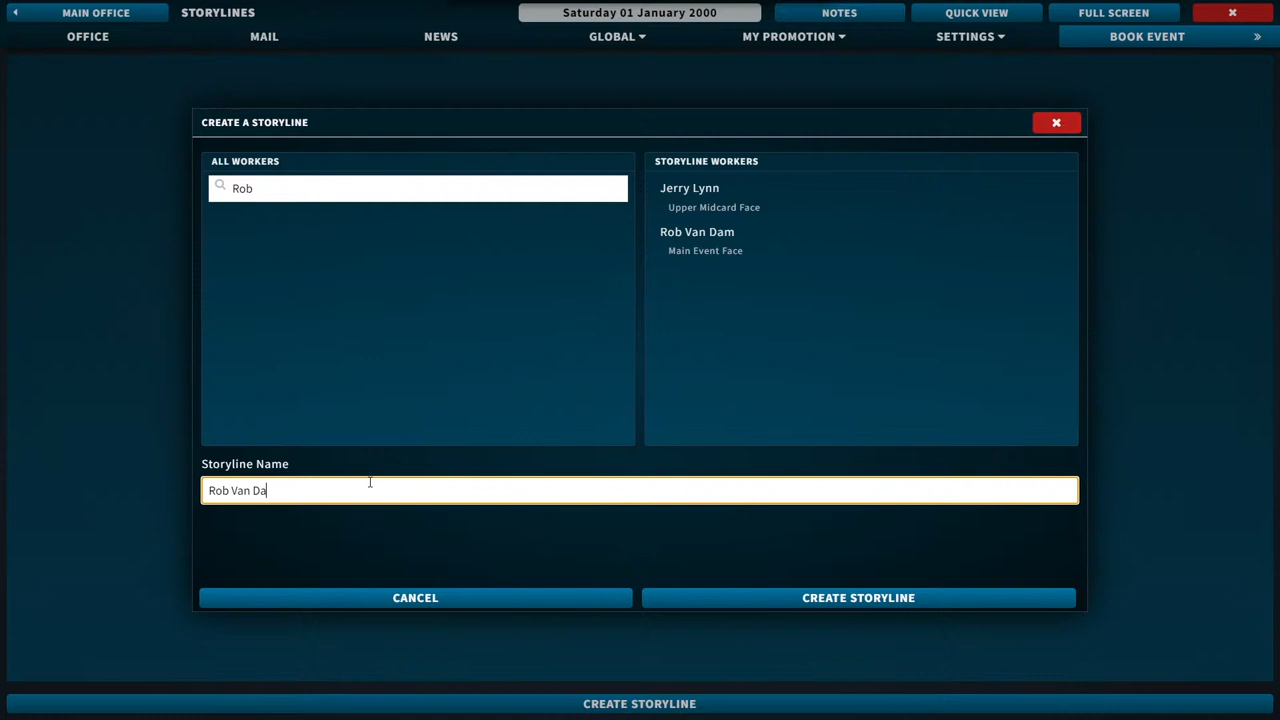 MAIN OFFICE STORYLINES Saturday 01 January 2000 NOTES QUICK VIEW FULL SCREEN
OFFICE MAIL NEWS GLOBAL MY PROMOTION SETTINGS BOOK EVENT »
CREATE A STORYLINE
ALL WORKERS
Rob
STORYLINE WORKERS
Jerry Lynn
Upper Midcard Face
Rob Van Dam
Main Event Face
Storyline Name
Rob Van Da
CANCEL CREATE STORYLINE
CREATE STORYLINE